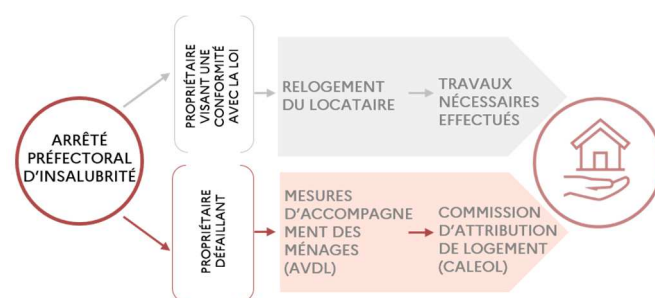 ARRÊTÉ
PRÉFECTORAL
D'INSALUBRITÉ
PROPRIÉTAIRE
VISANT UNE
CONFORMITÉ
AVEC LA LOI
RELOGEMENT
DU LOCATAIRE
TRAVAUX
NÉCESSAIRES
EFFECTUÉS
PROPRIÉTAIRE
DÉFAILLANT
MESURES
D'ACCOMPAGNE
MENT DES
MÉNAGES
(AVDL)
COMMISSION
D'ATTRIBUTION
DE LOGEMENT
(CALEOL)